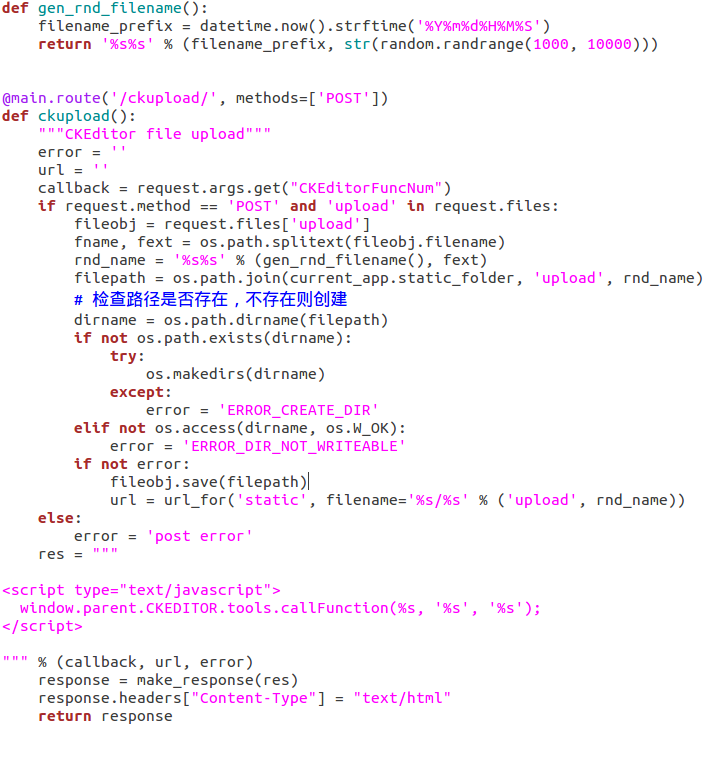 def gen_rnd_filename():
    filename_prefix = datetime.now().strftime('%Y%m%d%H%M%S')
    return '%s%s' % (filename_prefix, str(random.randrange(1000, 10000)))

@main.route('/ckupload/', methods=['POST'])
def ckupload():
    """CKEditor file upload"""
    error = ''
    url = ''
    callback = request.args.get("CKEditorFuncNum")
    if request.method == 'POST' and 'upload' in request.files:
        fileobj = request.files['upload']
        fname, fext = os.path.splitext(fileobj.filename)
        rnd_name = '%s%s' % (gen_rnd_filename(), fext)
        filepath = os.path.join(current_app.static_folder, 'upload', rnd_name)
        # 检查路径是否存在，不存在则创建
        dirname = os.path.dirname(filepath)
        if not os.path.exists(dirname):
            try:
                os.makedirs(dirname)
            except:
                error = 'ERROR_CREATE_DIR'
        elif not os.access(dirname, os.W_OK):
            error = 'ERROR_DIR_NOT_WRITEABLE'
        if not error:
            fileobj.save(filepath)
            url = url_for('static', filename='%s/%s' % ('upload', rnd_name))
    else:
        error = 'post error'
    res = """

<script type="text/javascript">
  window.parent.CKEDITOR.tools.callFunction(%s, '%s', '%s');
</script>

""" % (callback, url, error)
    response = make_response(res)
    response.headers["Content-Type"] = "text/html"
    return response